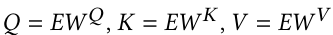 Q = EW^Q, K = EW^K, V = EW^V